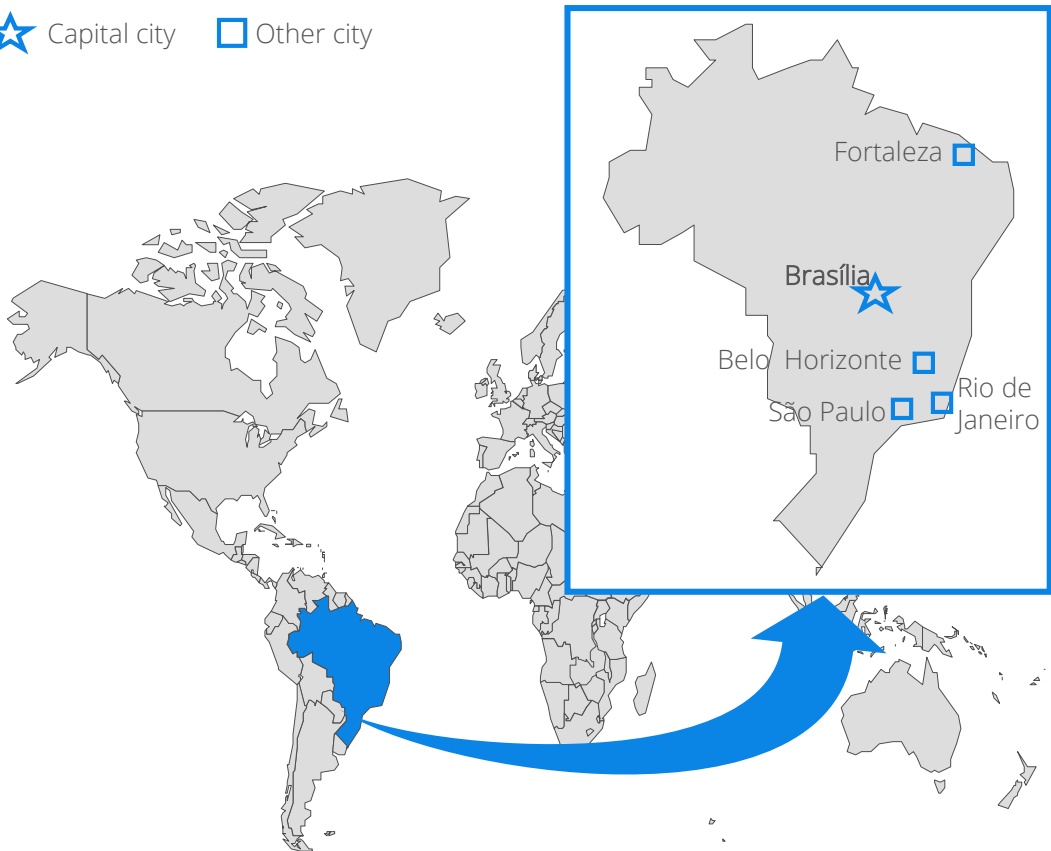 Capital city
Other city
Fortaleza
Brasília
Belo Horizonte
Rio de
Janeiro
São Paulo